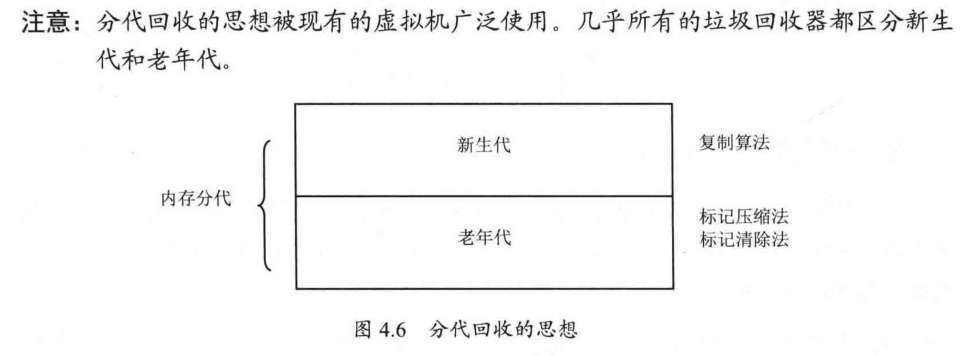 注意：分代回收的思想被现有的虚拟机广泛使用。几乎所有的垃圾回收器都区分新生
代和老年代。
新生代
复制算法
内存分代
老年代
标记压缩法
标记清除法
图 4.6 分代回收的思想